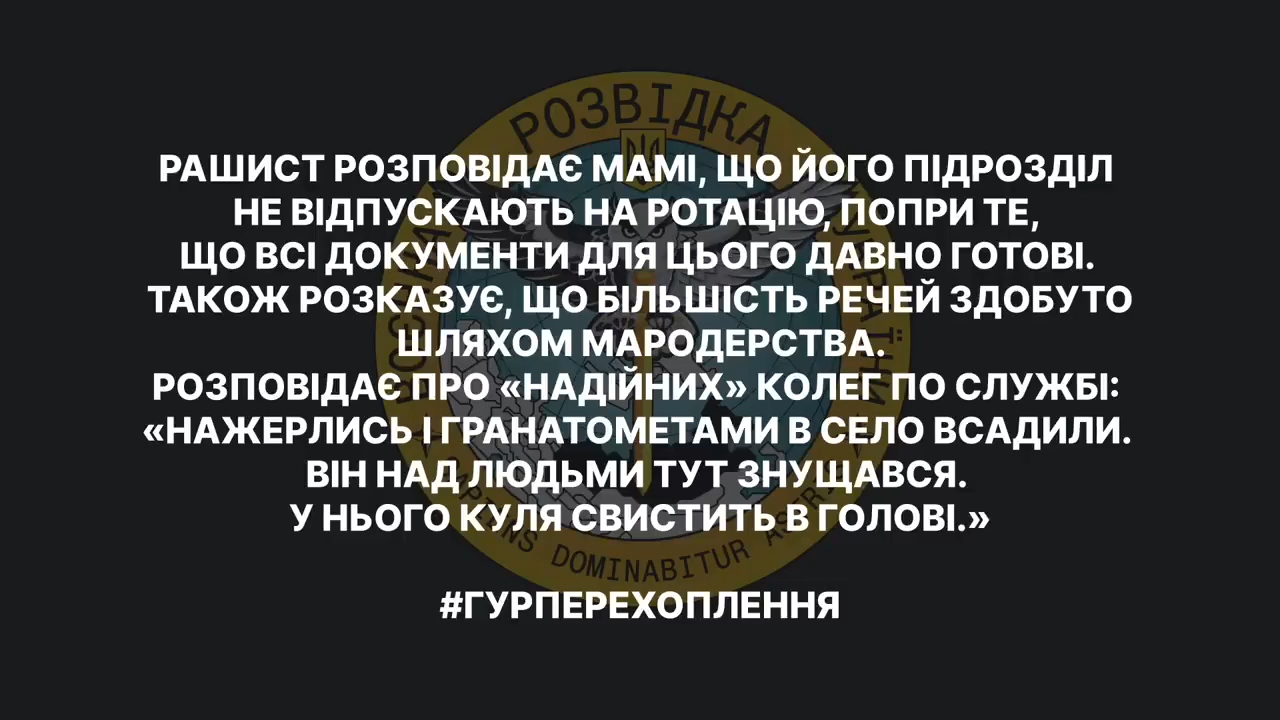 РОЗВІДКА
РАШИСТ РОЗПОВІДАЄ МАМІ, ЩО ЙОГО ПІДРОЗДІЛ
НЕ ВІДПУСКАЮТЬ НА РОТАЦІЮ, ПОПРИ ТЕ,
ЩО ВСІ ДОКУМЕНТИ ДЛЯ ЦЬОГО ДАВНО ГОТОВІ.
ТАКОЖ РОЗКАЗУЄ, ЩО БІЛЬШІСТЬ РЕЧЕЙ ЗДОБУТО
ШЛЯХОМ МАРОДЕРСТВА.
РОЗПОВІДАЄ ПРО «НАДІЙНИХ» КОЛЕГ ПО СЛУЖБІ:
«НАЖЕРЛИСЬ І ГРАНАТОМЕТАМИ В СЕЛО ВСАДИЛИ.
ВІН НАД ЛЮДЬМИ ТУТ ЗНУЩАВСЯ.
У НЬОГО КУЛЯ СВИСТИТЬ В ГОЛОВІ.»
DOMINABITUR
#ГУРПЕРЕХОПЛЕННЯ